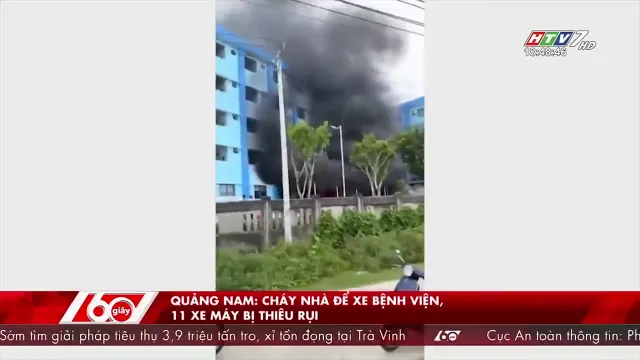 HTV7 HD
18:48:46
60 giây
QUẢNG NAM: CHÁY NHÀ ĐỂ XE BỆNH VIỆN,
11 XE MÁY BỊ THIÊU RỤI
Sớm tìm giải pháp tiêu thụ 3,9 triệu tấn tro, xỉ tồn đọng tại Trà Vinh 60 Cục An toàn thông tin: Ph